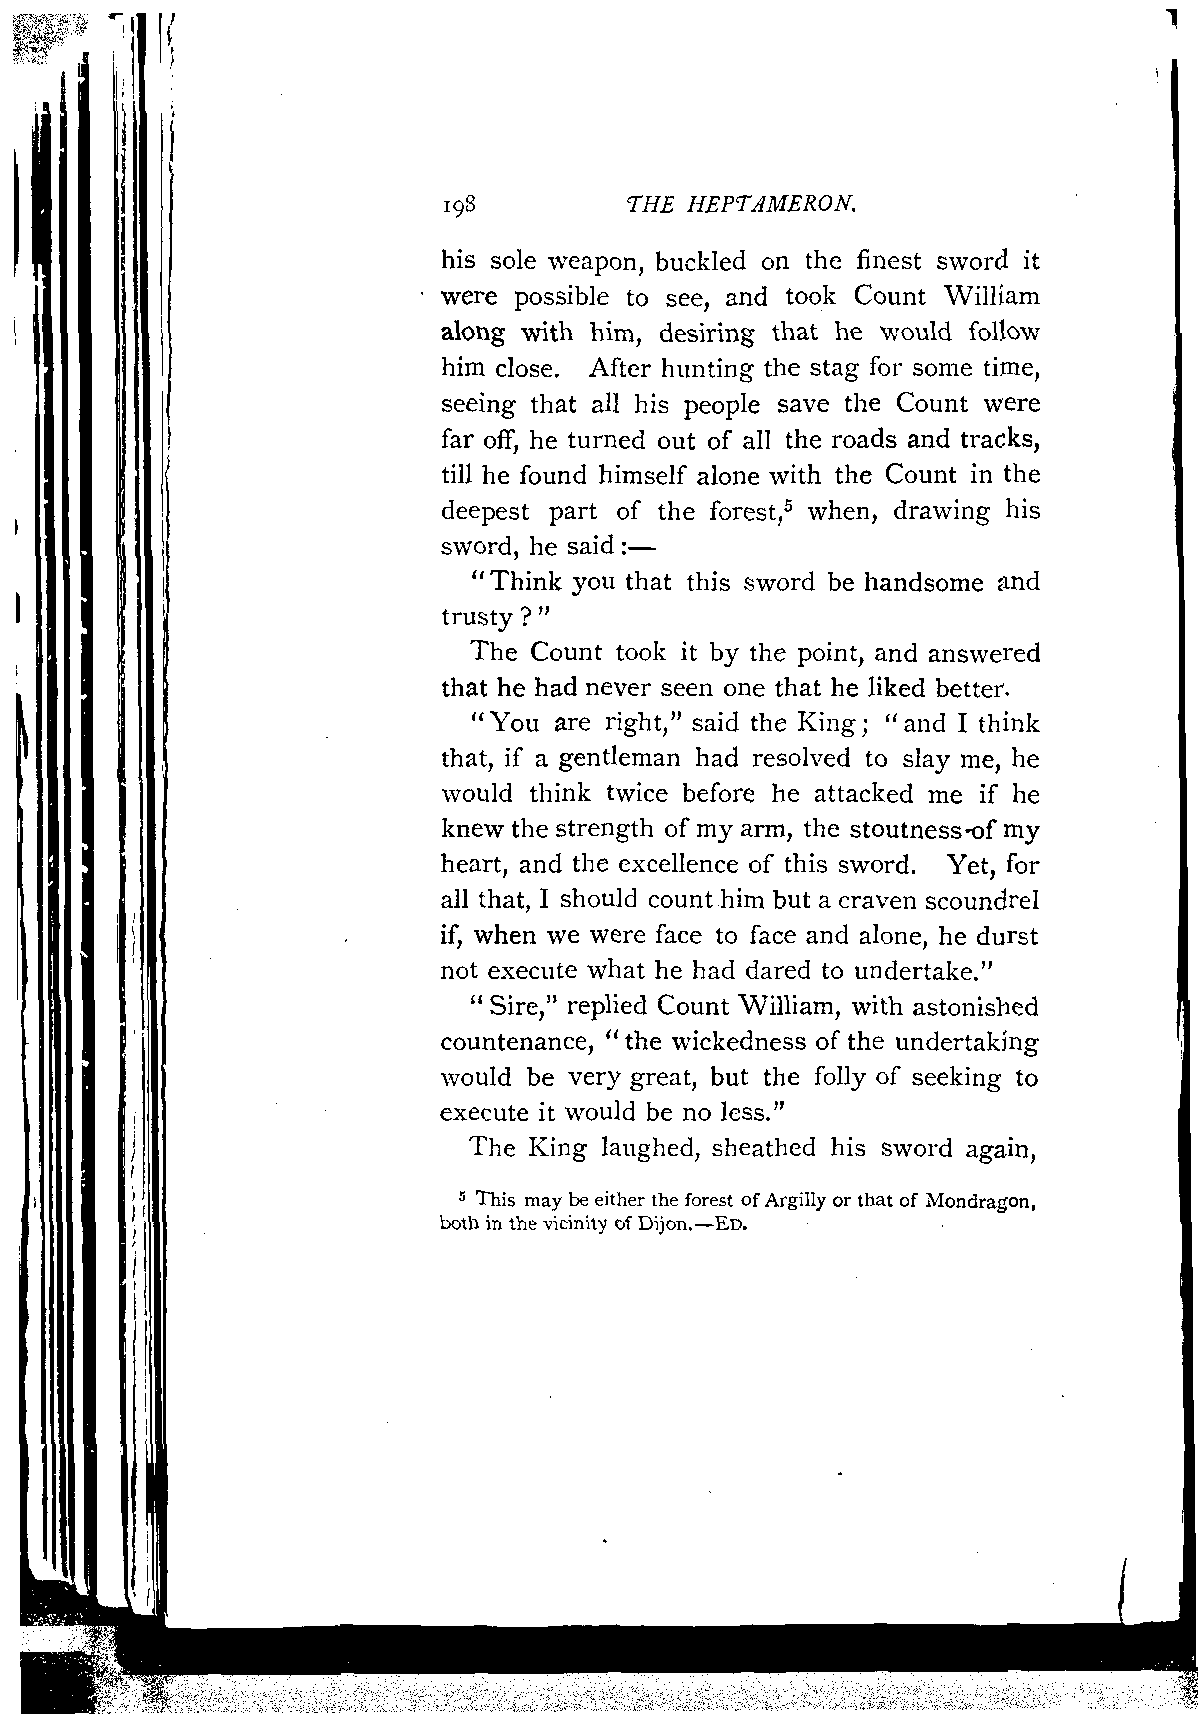 198 THE HEPTAMERON.
his sole weapon, buckled on the finest sword it
were possible to see, and took Count William
along with him, desiring that he would follow
him close. After hunting the stag for some time,
seeing that all his people save the Count were
far off, he turned out of all the roads and tracks,
till he found himself alone with the Count in the
deepest part of the forest,⁵ when, drawing his
sword, he said :—
"Think you that this sword be handsome and
trusty ? "
The Count took it by the point, and answered
that he had never seen one that he liked better.
"You are right," said the King ; "and I think
that, if a gentleman had resolved to slay me, he
would think twice before he attacked me if he
knew the strength of my arm, the stoutness of my
heart, and the excellence of this sword. Yet, for
all that, I should count him but a craven scoundrel
if, when we were face to face and alone, he durst
not execute what he had dared to undertake."
"Sire," replied Count William, with astonished
countenance, "the wickedness of the undertaking
would be very great, but the folly of seeking to
execute it would be no less."
The King laughed, sheathed his sword again,
⁵ This may be either the forest of Argilly or that of Mondragon,
both in the vicinity of Dijon.—ED.